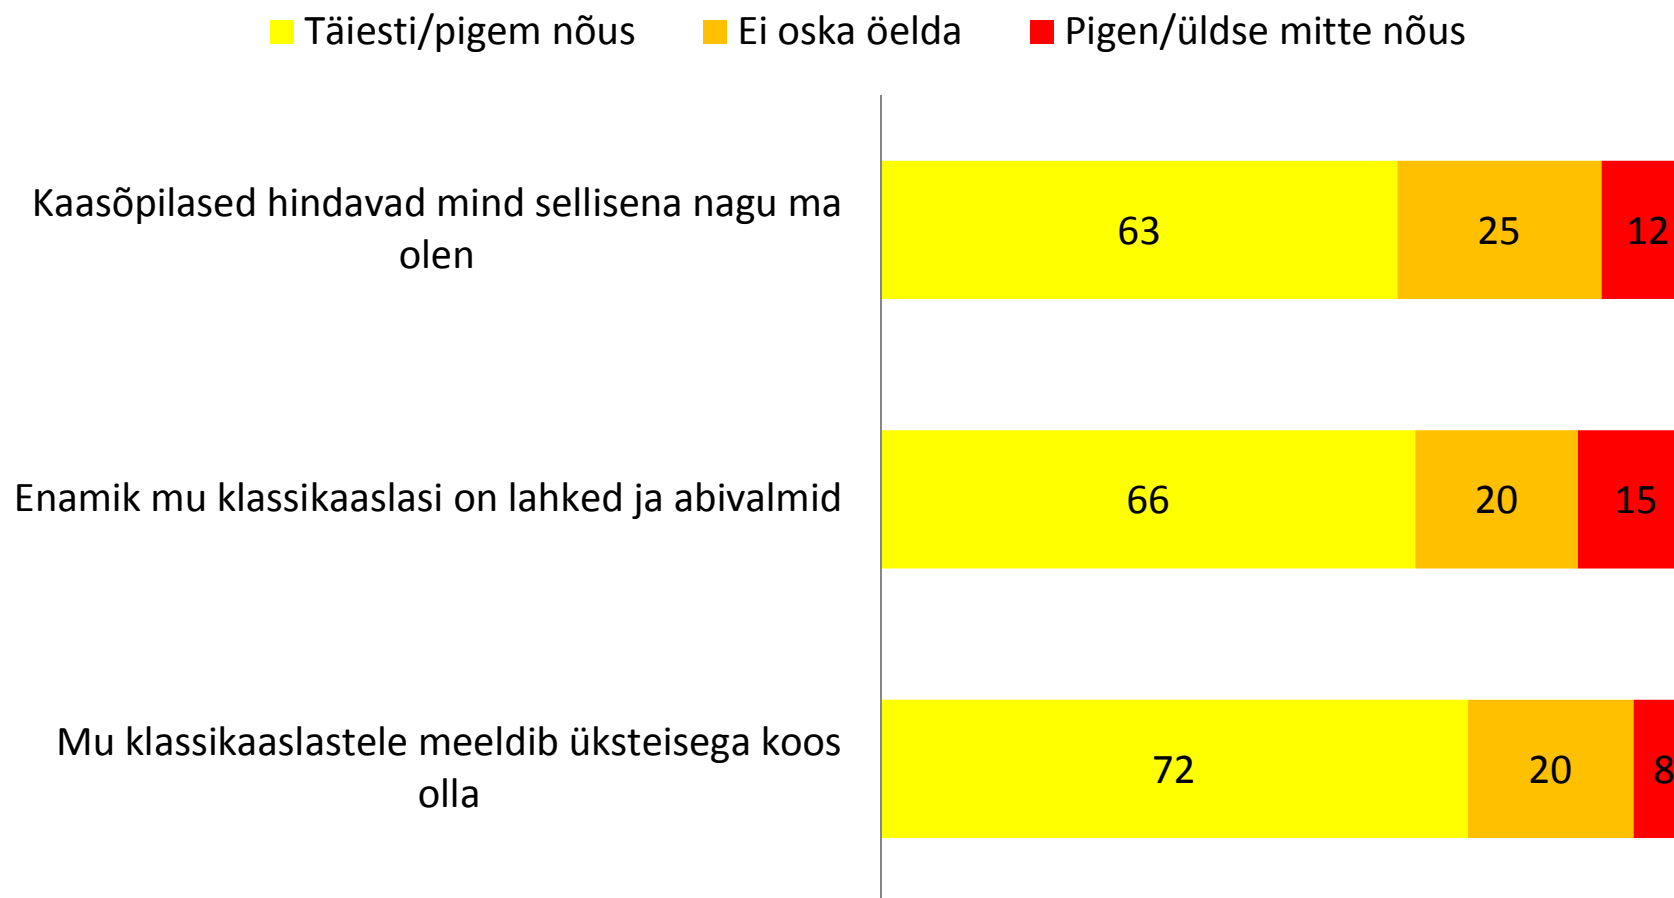 Täiesti/pigem nõus Ei oska öelda Pigen/üldse mitte nõus
Kaasõpilased hindavad mind sellisena nagu ma
olen
63 25 12
Enamik mu klassikaaslasi on lahked ja abivalmid
66 20 15
Mu klassikaaslastele meeldib üksteisega koos
olla
72 20 8